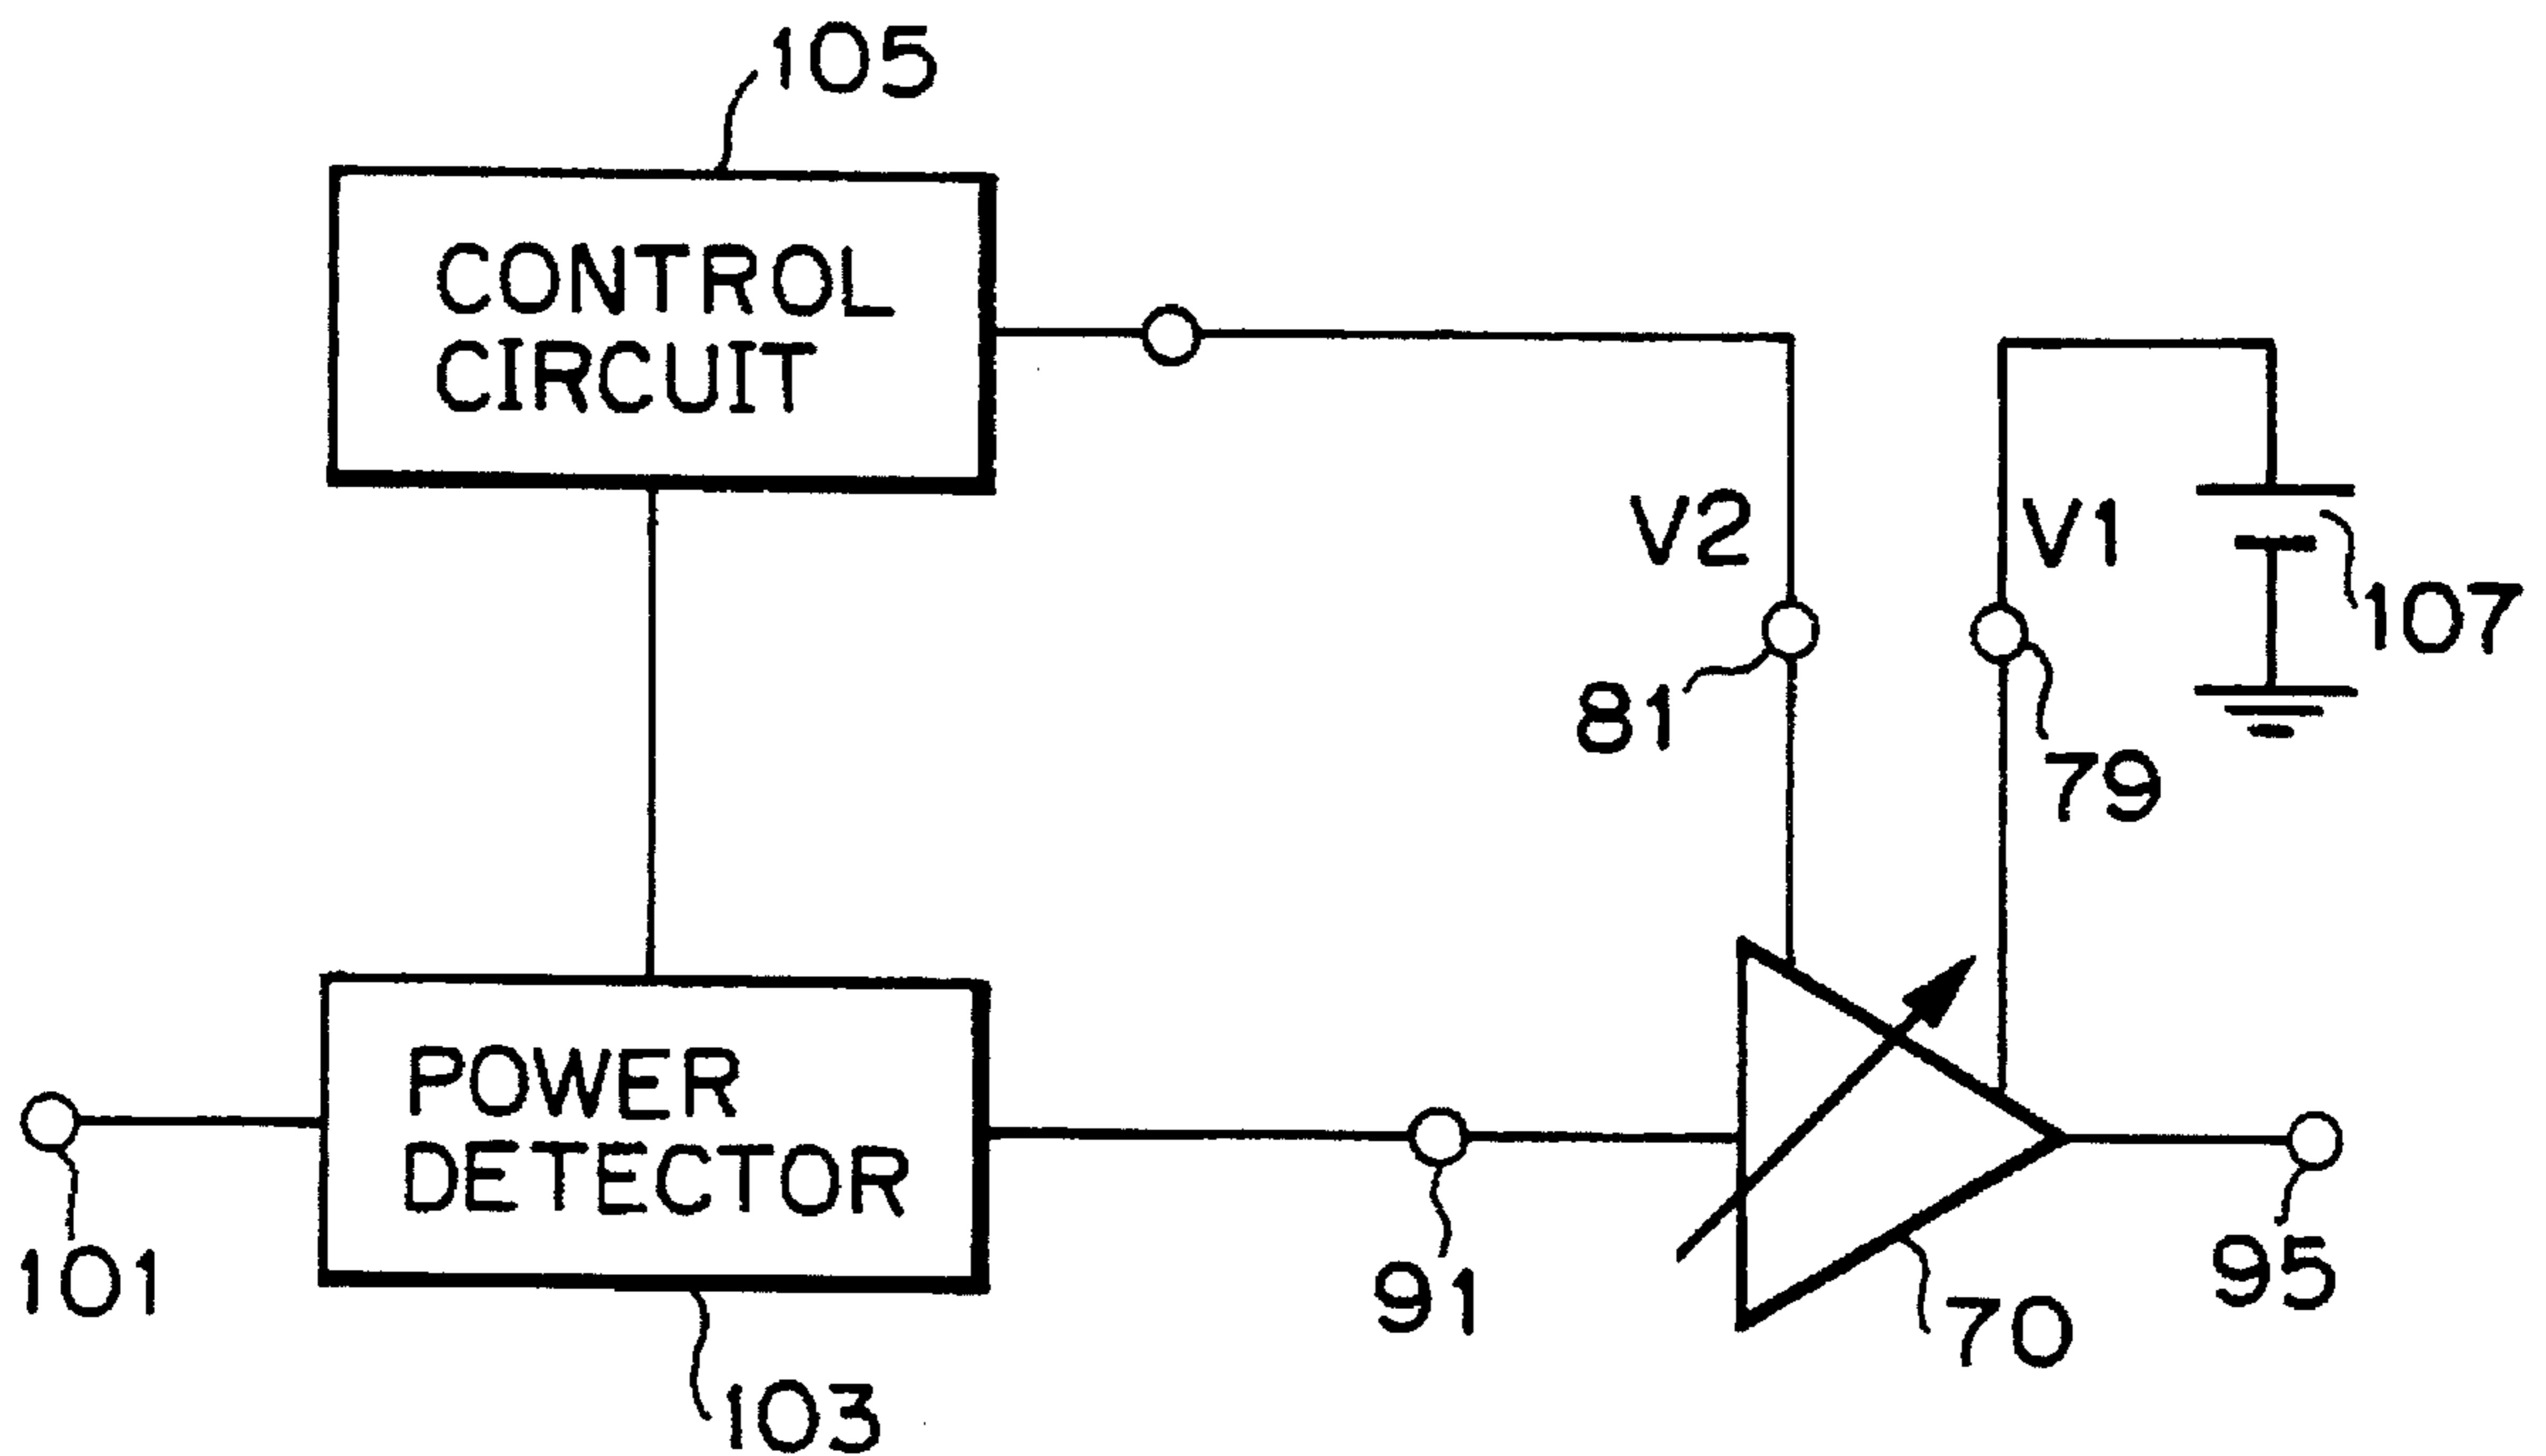 105
CONTROL
CIRCUIT
V2
V1
107
81
79
POWER
DETECTOR
101
91
95
70
103